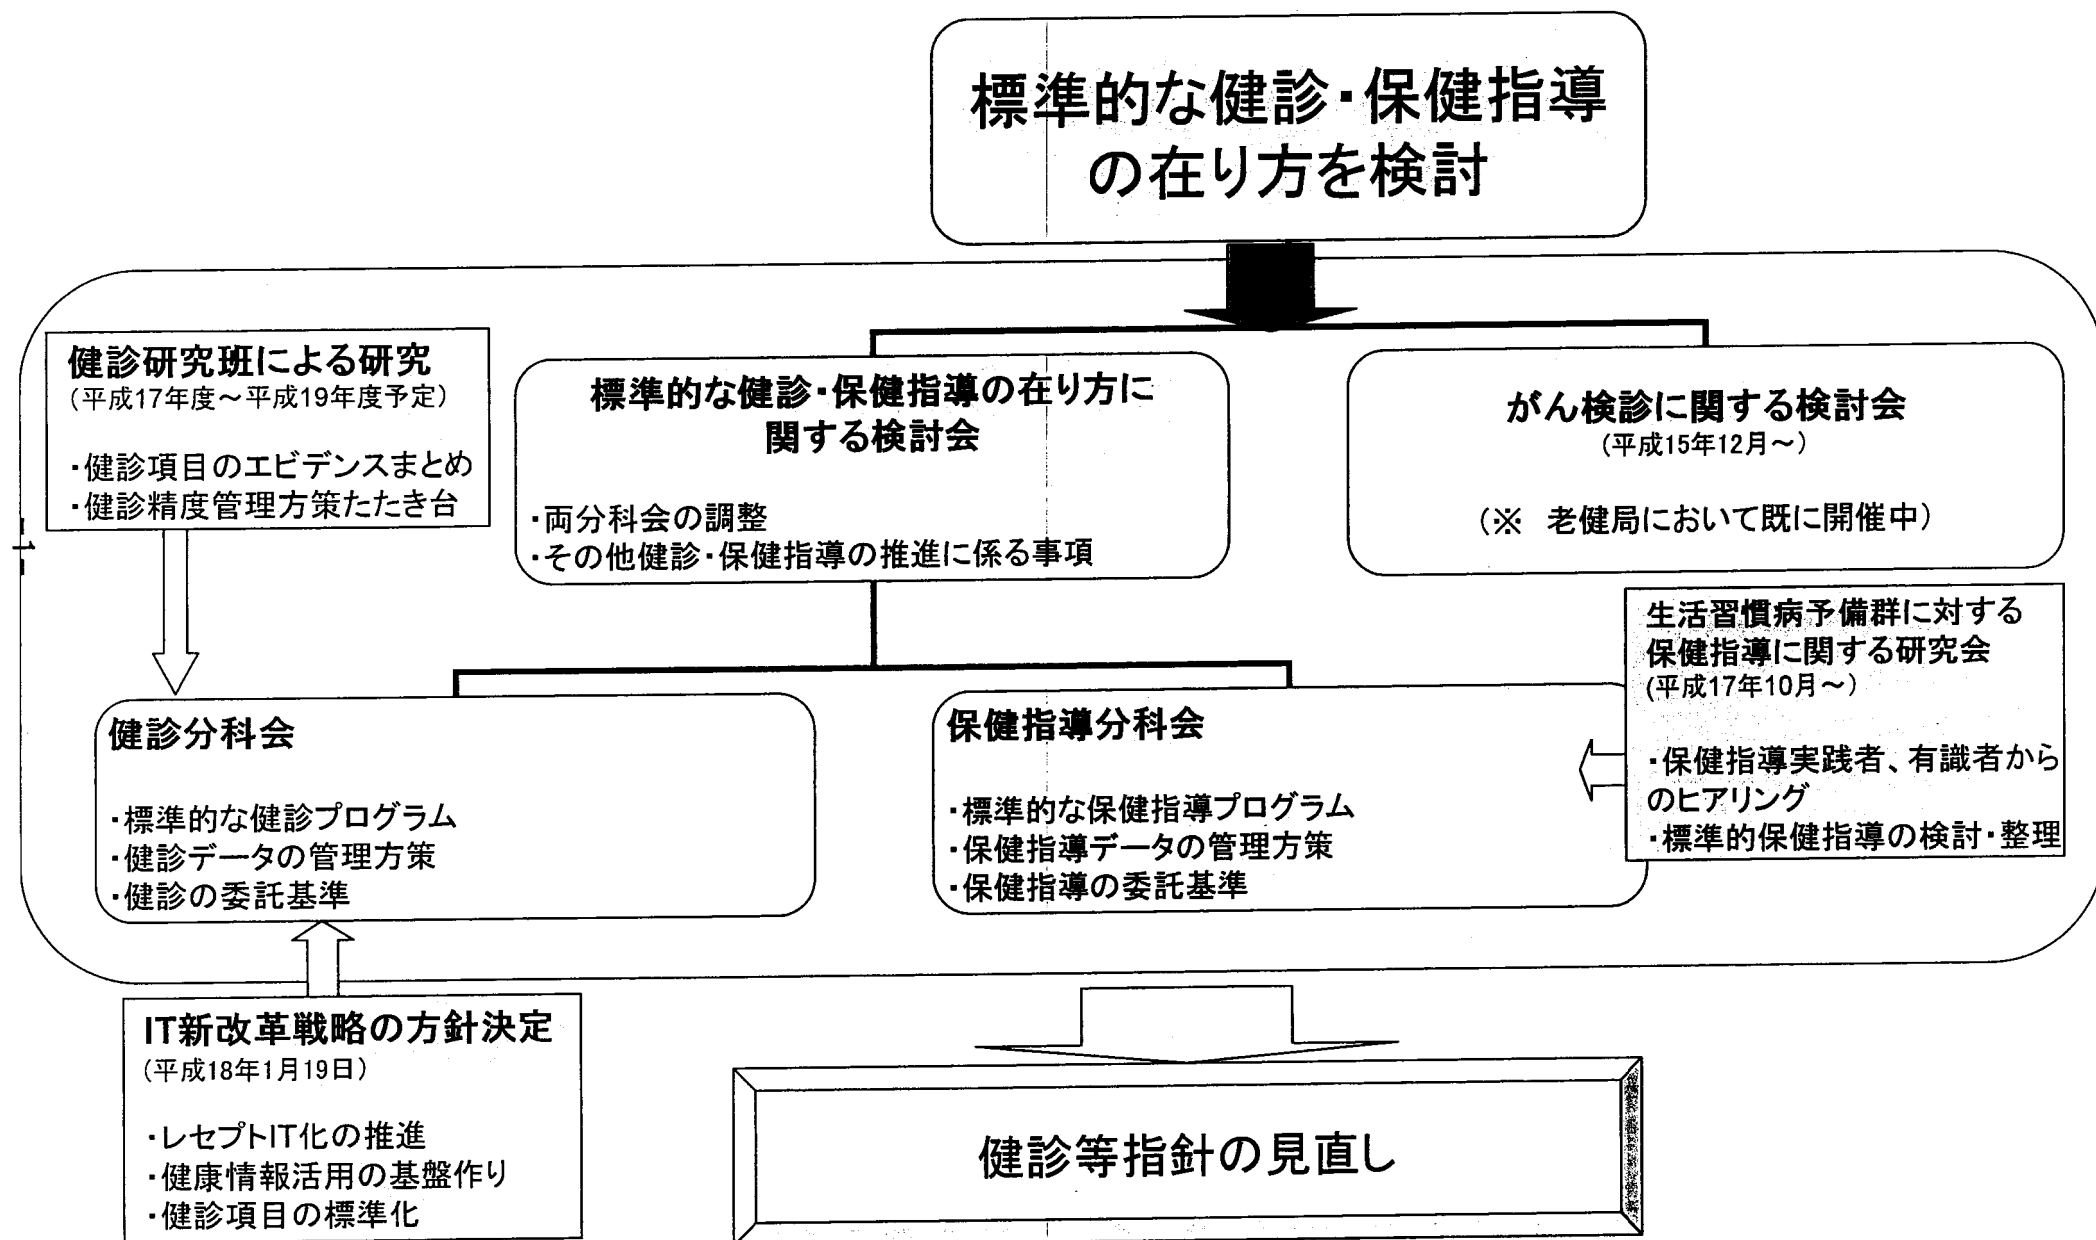 標準的な健診・保健指導
の在り方を検討
健診研究班による研究
（平成17年度～平成19年度予定）
・健診項目のエビデンスまとめ
・健診精度管理方策たたき台
標準的な健診・保健指導の在り方に
関する検討会
・両分科会の調整
・その他健診・保健指導の推進に係る事項
がん検診に関する検討会
（平成15年12月～）
（※　老健局において既に開催中）
-1-
生活習慣病予備群に対する
保健指導に関する研究会
(平成17年10月～）
・保健指導実践者、有識者から
のヒアリング
・標準的保健指導の検討・整理
健診分科会
・標準的な健診プログラム
・健診データの管理方策
・健診の委託基準
保健指導分科会
・標準的な保健指導プログラム
・保健指導データの管理方策
・保健指導の委託基準
IT新改革戦略の方針決定
（平成18年1月19日）
・レセプトIT化の推進
・健康情報活用の基盤作り
・健診項目の標準化
健診等指針の見直し